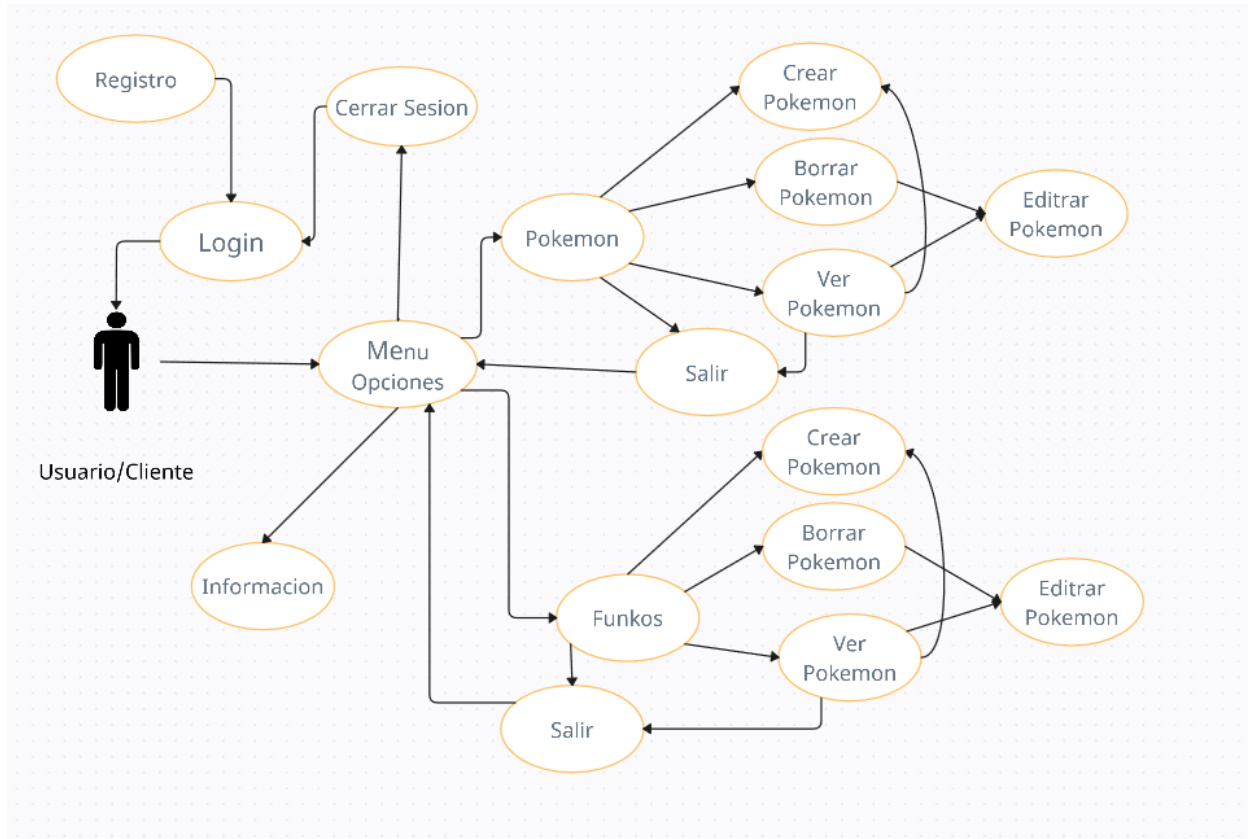 Registro
Cerrar Sesion
Login
Usuario/Cliente
Menu
Opciones
Informacion
Pokemon
Crear
Pokemon
Borrar
Pokemon
Ver
Pokemon
Editrar
Pokemon
Salir
Funkos
Crear
Pokemon
Borrar
Pokemon
Ver
Pokemon
Editrar
Pokemon
Salir